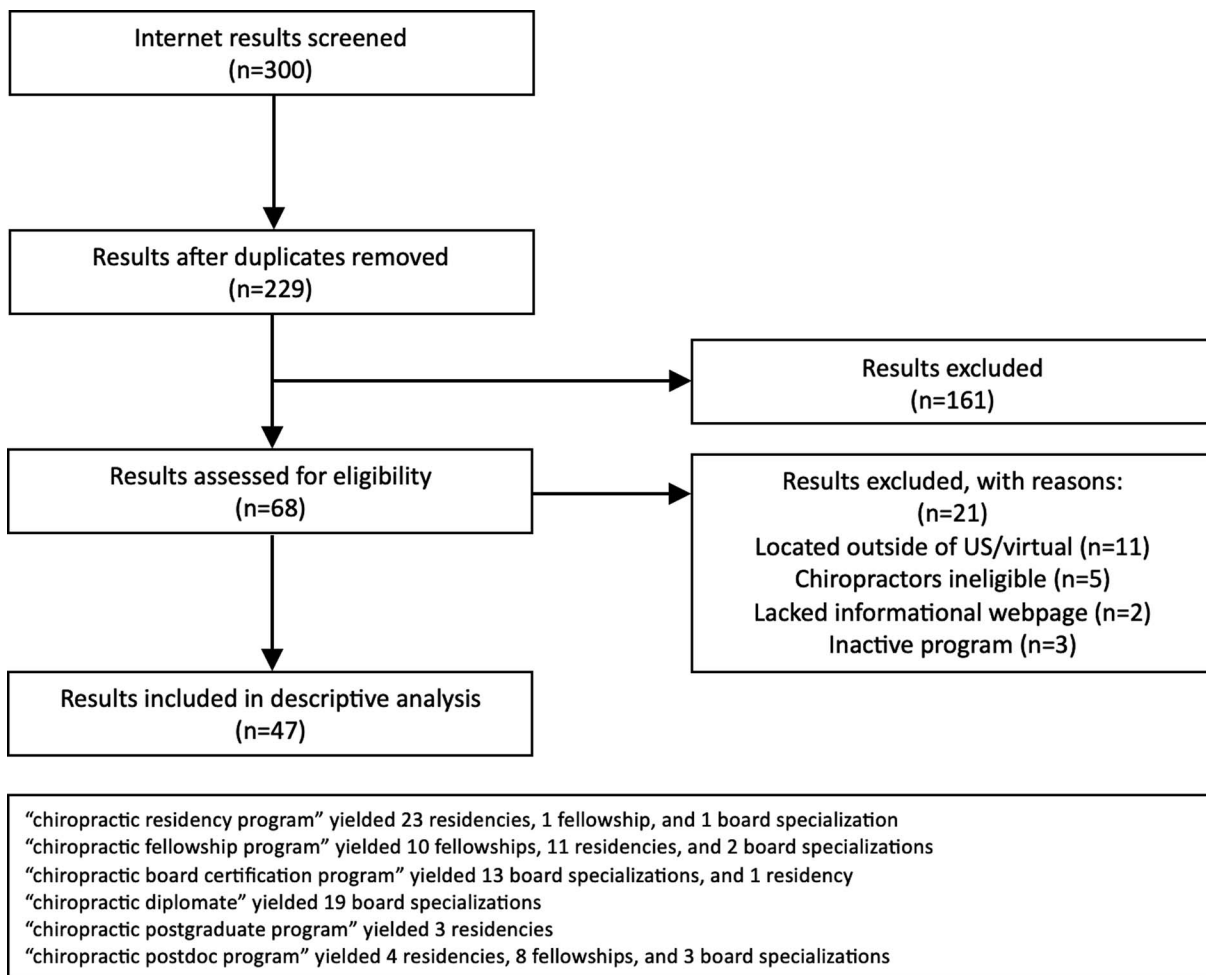 Internet results screened
(n=300)
Results after duplicates removed
(n=229)
Results excluded
(n=161)
Results assessed for eligibility
(n=68)
Results excluded, with reasons:
(n=21)
Located outside of US/virtual (n=11)
Chiropractors ineligible (n=5)
Lacked informational webpage (n=2)
Inactive program (n=3)
Results included in descriptive analysis
(n=47)
“chiropractic residency program” yielded 23 residencies, 1 fellowship, and 1 board specialization
“chiropractic fellowship program” yielded 10 fellowships, 11 residencies, and 2 board specializations
“chiropractic board certification program” yielded 13 board specializations, and 1 residency
“chiropractic diplomate” yielded 19 board specializations
“chiropractic postgraduate program” yielded 3 residencies
“chiropractic postdoc program” yielded 4 residencies, 8 fellowships, and 3 board specializations